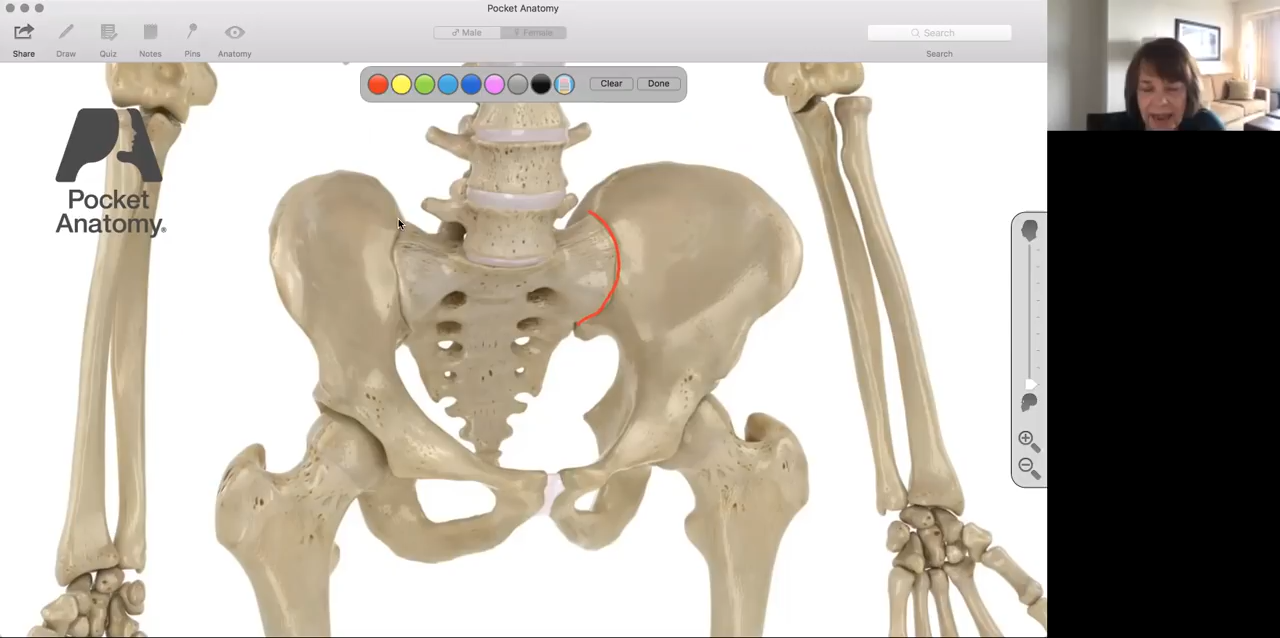 Pocket Anatomy
Share
Draw
Quiz
Notes
Pins
Anatomy
Male
Female
Search
Search
Clear
Done
Pocket
Anatomy®